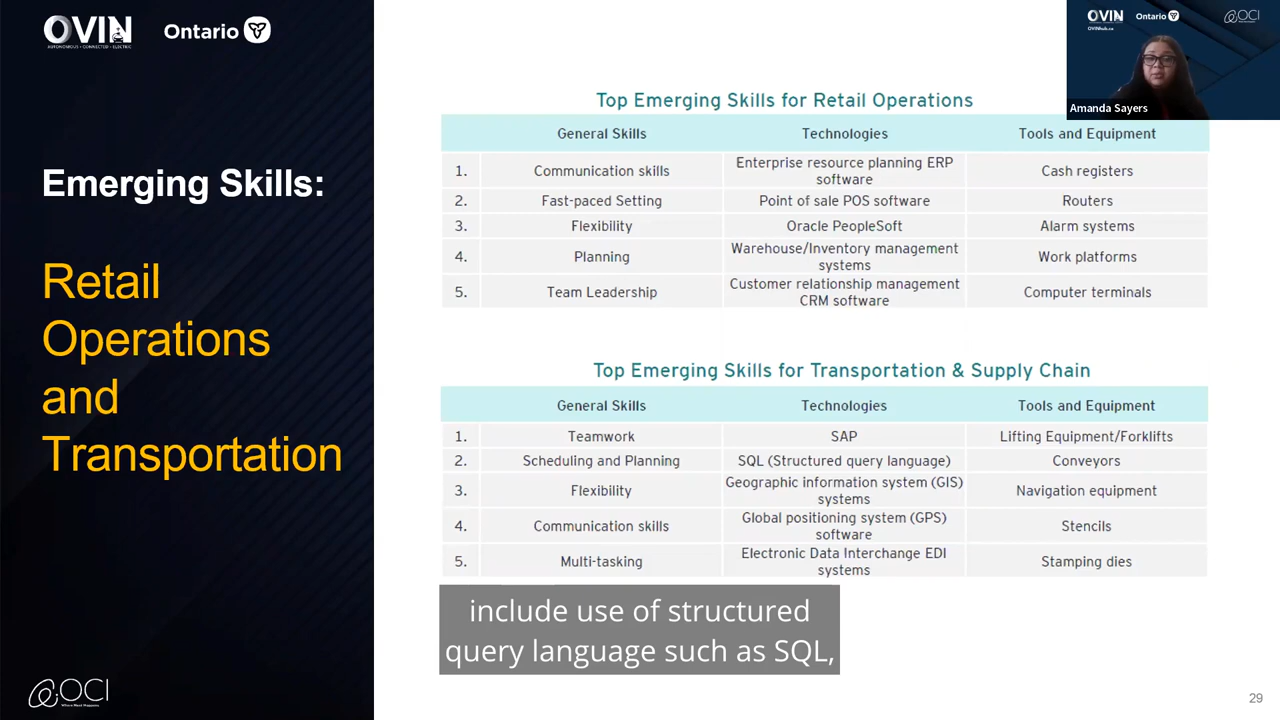 OVIN
AUTONOMOUS • CONNECTED • ELECTRIC
Ontario
Emerging Skills:
Retail
Operations
and
Transportation
OCI
Where Next Happens
Top Emerging Skills for Retail Operations
General Skills Technologies Tools and Equipment
1. Communication skills Enterprise resource planning ERP software Cash registers
2. Fast-paced Setting Point of sale POS software Routers
3. Flexibility Oracle PeopleSoft Alarm systems
4. Planning Warehouse/Inventory management systems Work platforms
5. Team Leadership Customer relationship management CRM software Computer terminals
Top Emerging Skills for Transportation & Supply Chain
General Skills Technologies Tools and Equipment
1. Teamwork SAP Lifting Equipment/Forklifts
2. Scheduling and Planning SQL (Structured query language) Conveyors
3. Flexibility Geographic information system (GIS) systems Navigation equipment
4. Communication skills Global positioning system (GPS) software Stencils
5. Multi-tasking Electronic Data Interchange EDI systems Stamping dies
include use of structured
query language such as SQL,
29
OVIN
Ontario
OCI
OVINhub.ca
Amanda Sayers